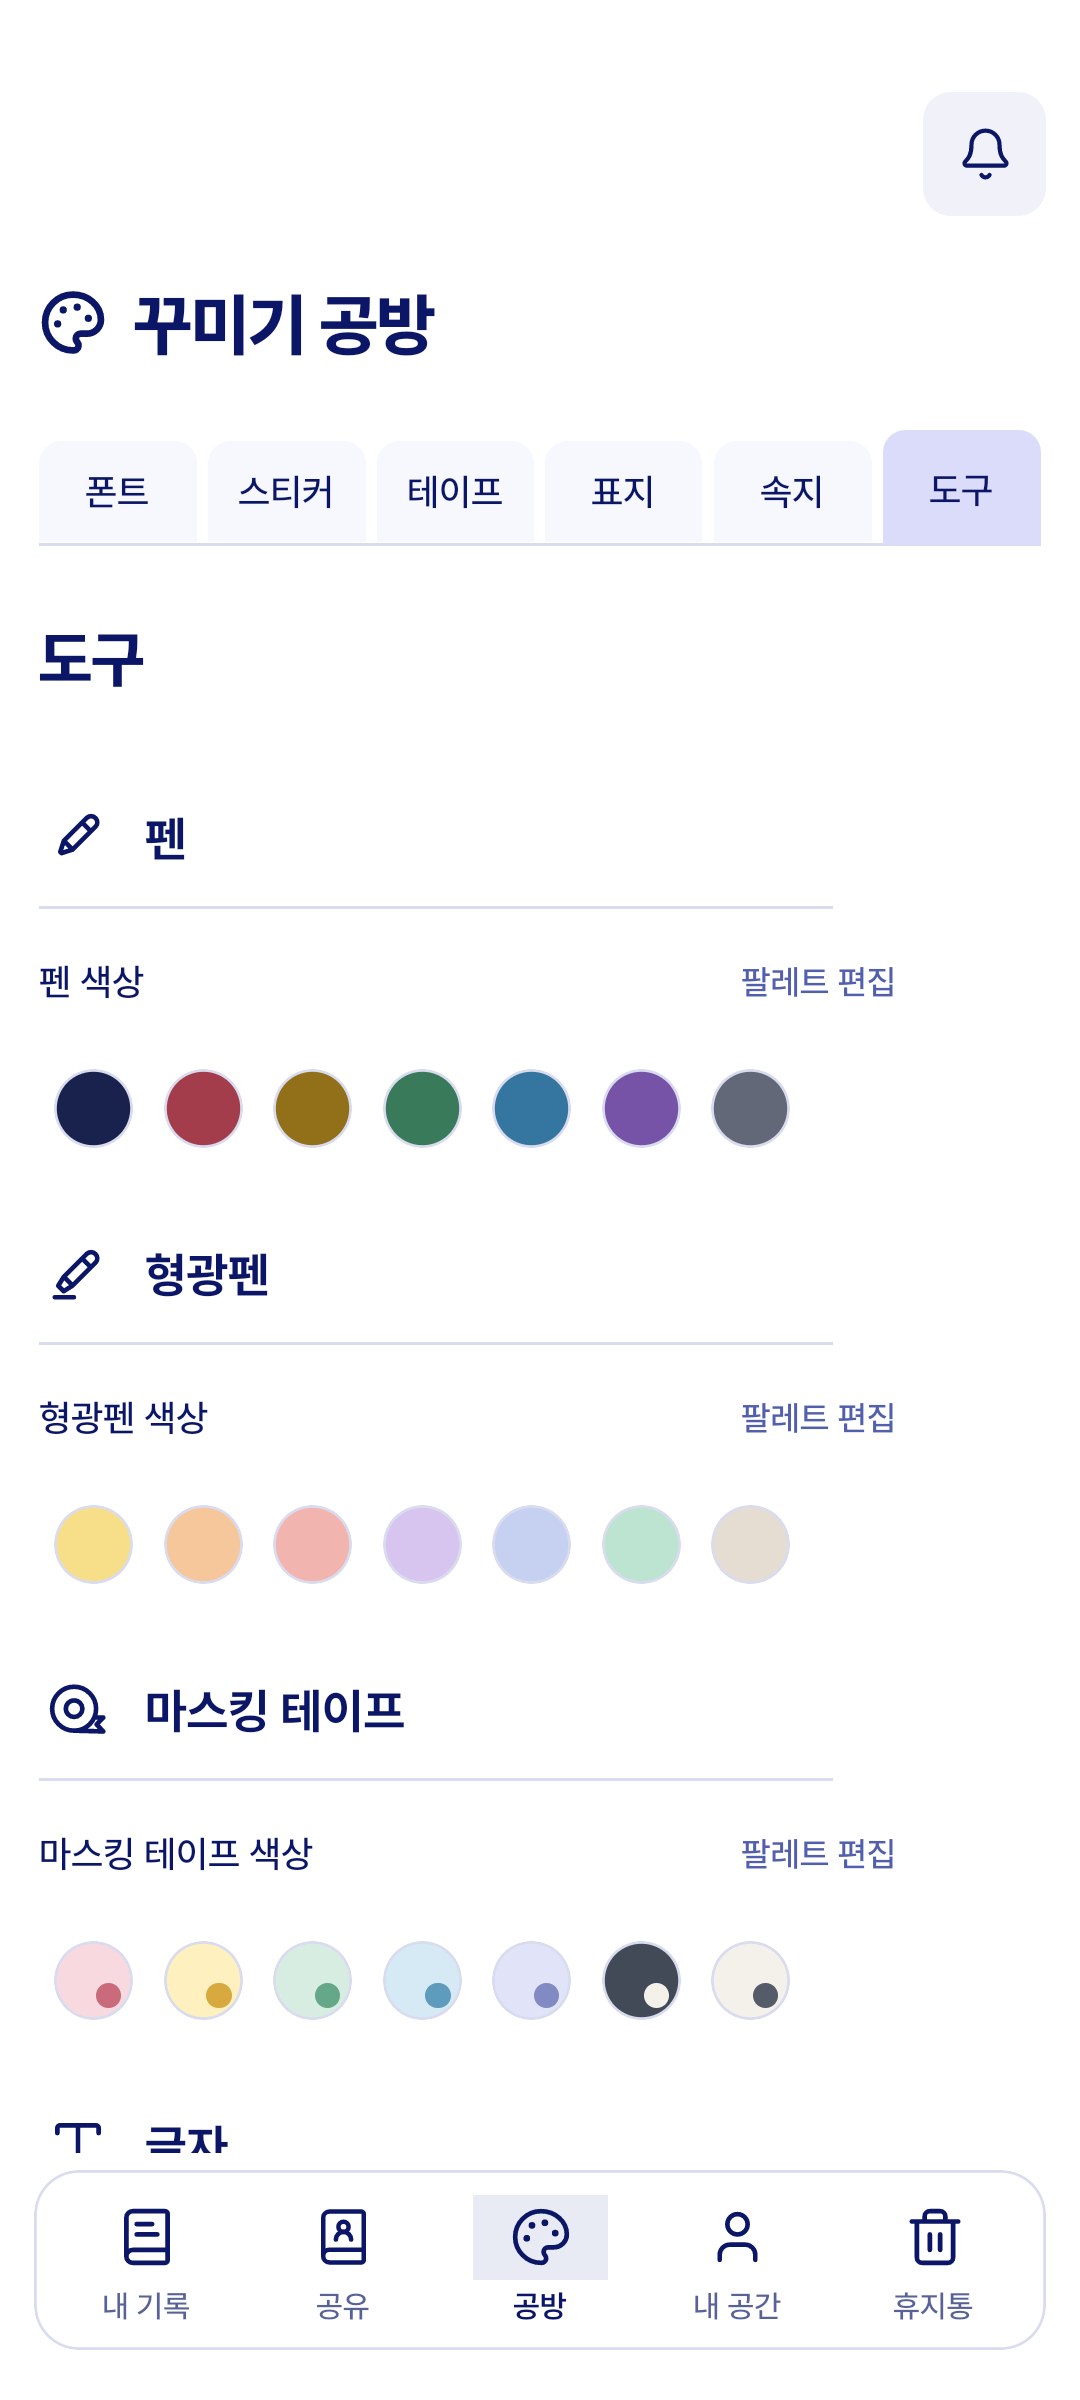 꾸미기 공방
폰트 스티커 테이프 표지 속지 도구
도구
펜
펜 색상 팔레트 편집
형광펜
형광펜 색상 팔레트 편집
마스킹 테이프
마스킹 테이프 색상 팔레트 편집
글자
내 기록 공유 공방 내 공간 휴지통